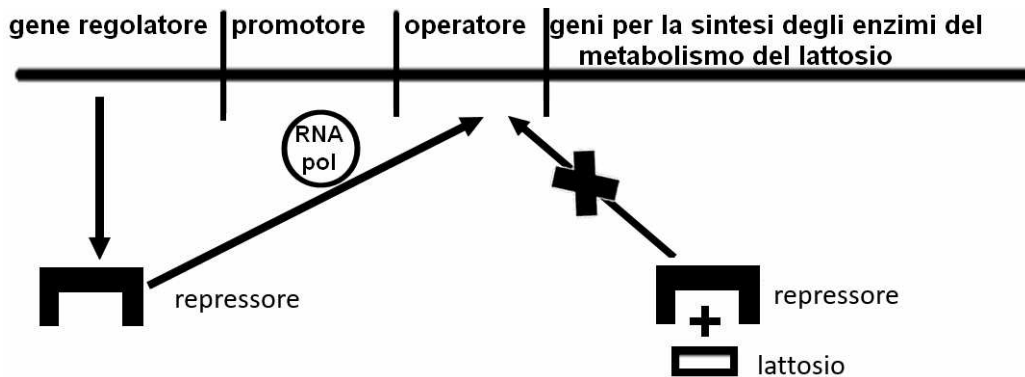 gene regolatore promotore operatore geni per la sintesi degli enzimi del
metabolismo del lattosio
RNA
pol
repressore
repressore
+
lattosio